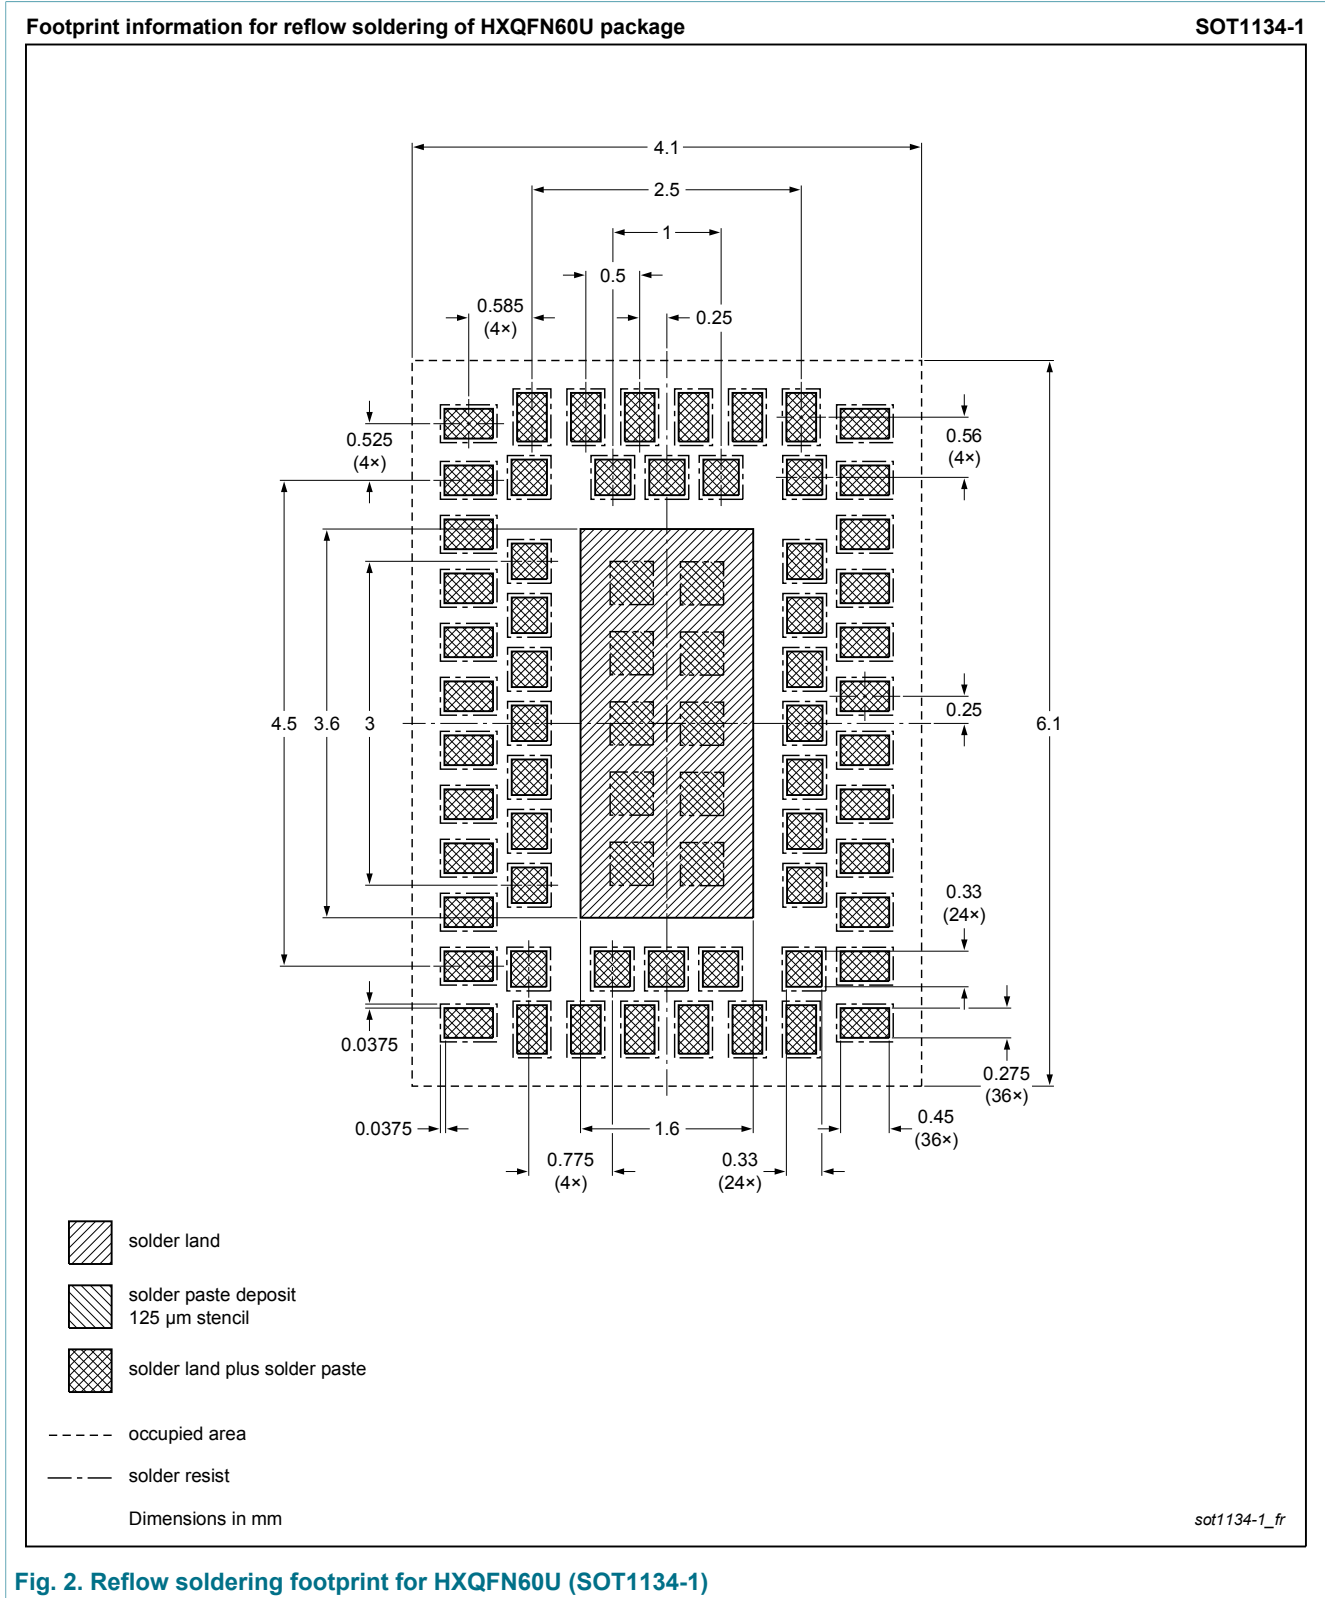 Footprint information for reflow soldering of HXQFN60U package SOT1134-1
4.1
2.5
1
0.5
0.585
(4×)
0.25
0.525
(4×)
0.56
(4×)
0.25
4.5 3.6 3 6.1
0.33
(24×)
0.0375
0.275
(36×)
0.0375
1.6
0.45
(36×)
0.775
(4×)
0.33
(24×)
solder land
solder paste deposit
125 µm stencil
solder land plus solder paste
occupied area
solder resist
Dimensions in mm sot1134-1_fr
Fig. 2. Reflow soldering footprint for HXQFN60U (SOT1134-1)